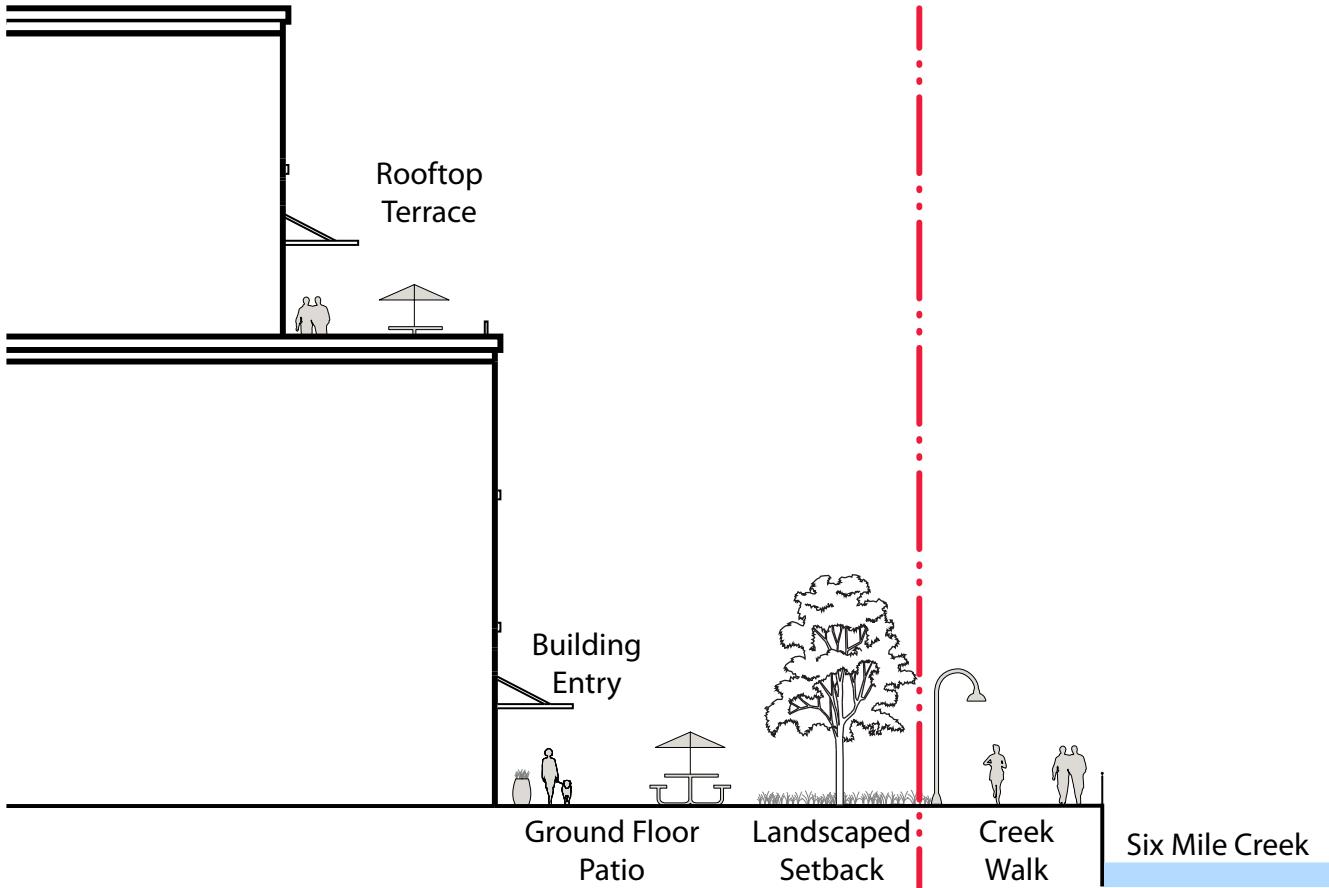 Rooftop
Terrace
Building
Entry
Ground Floor
Patio
Landscaped
Setback
Creek
Walk
Six Mile Creek